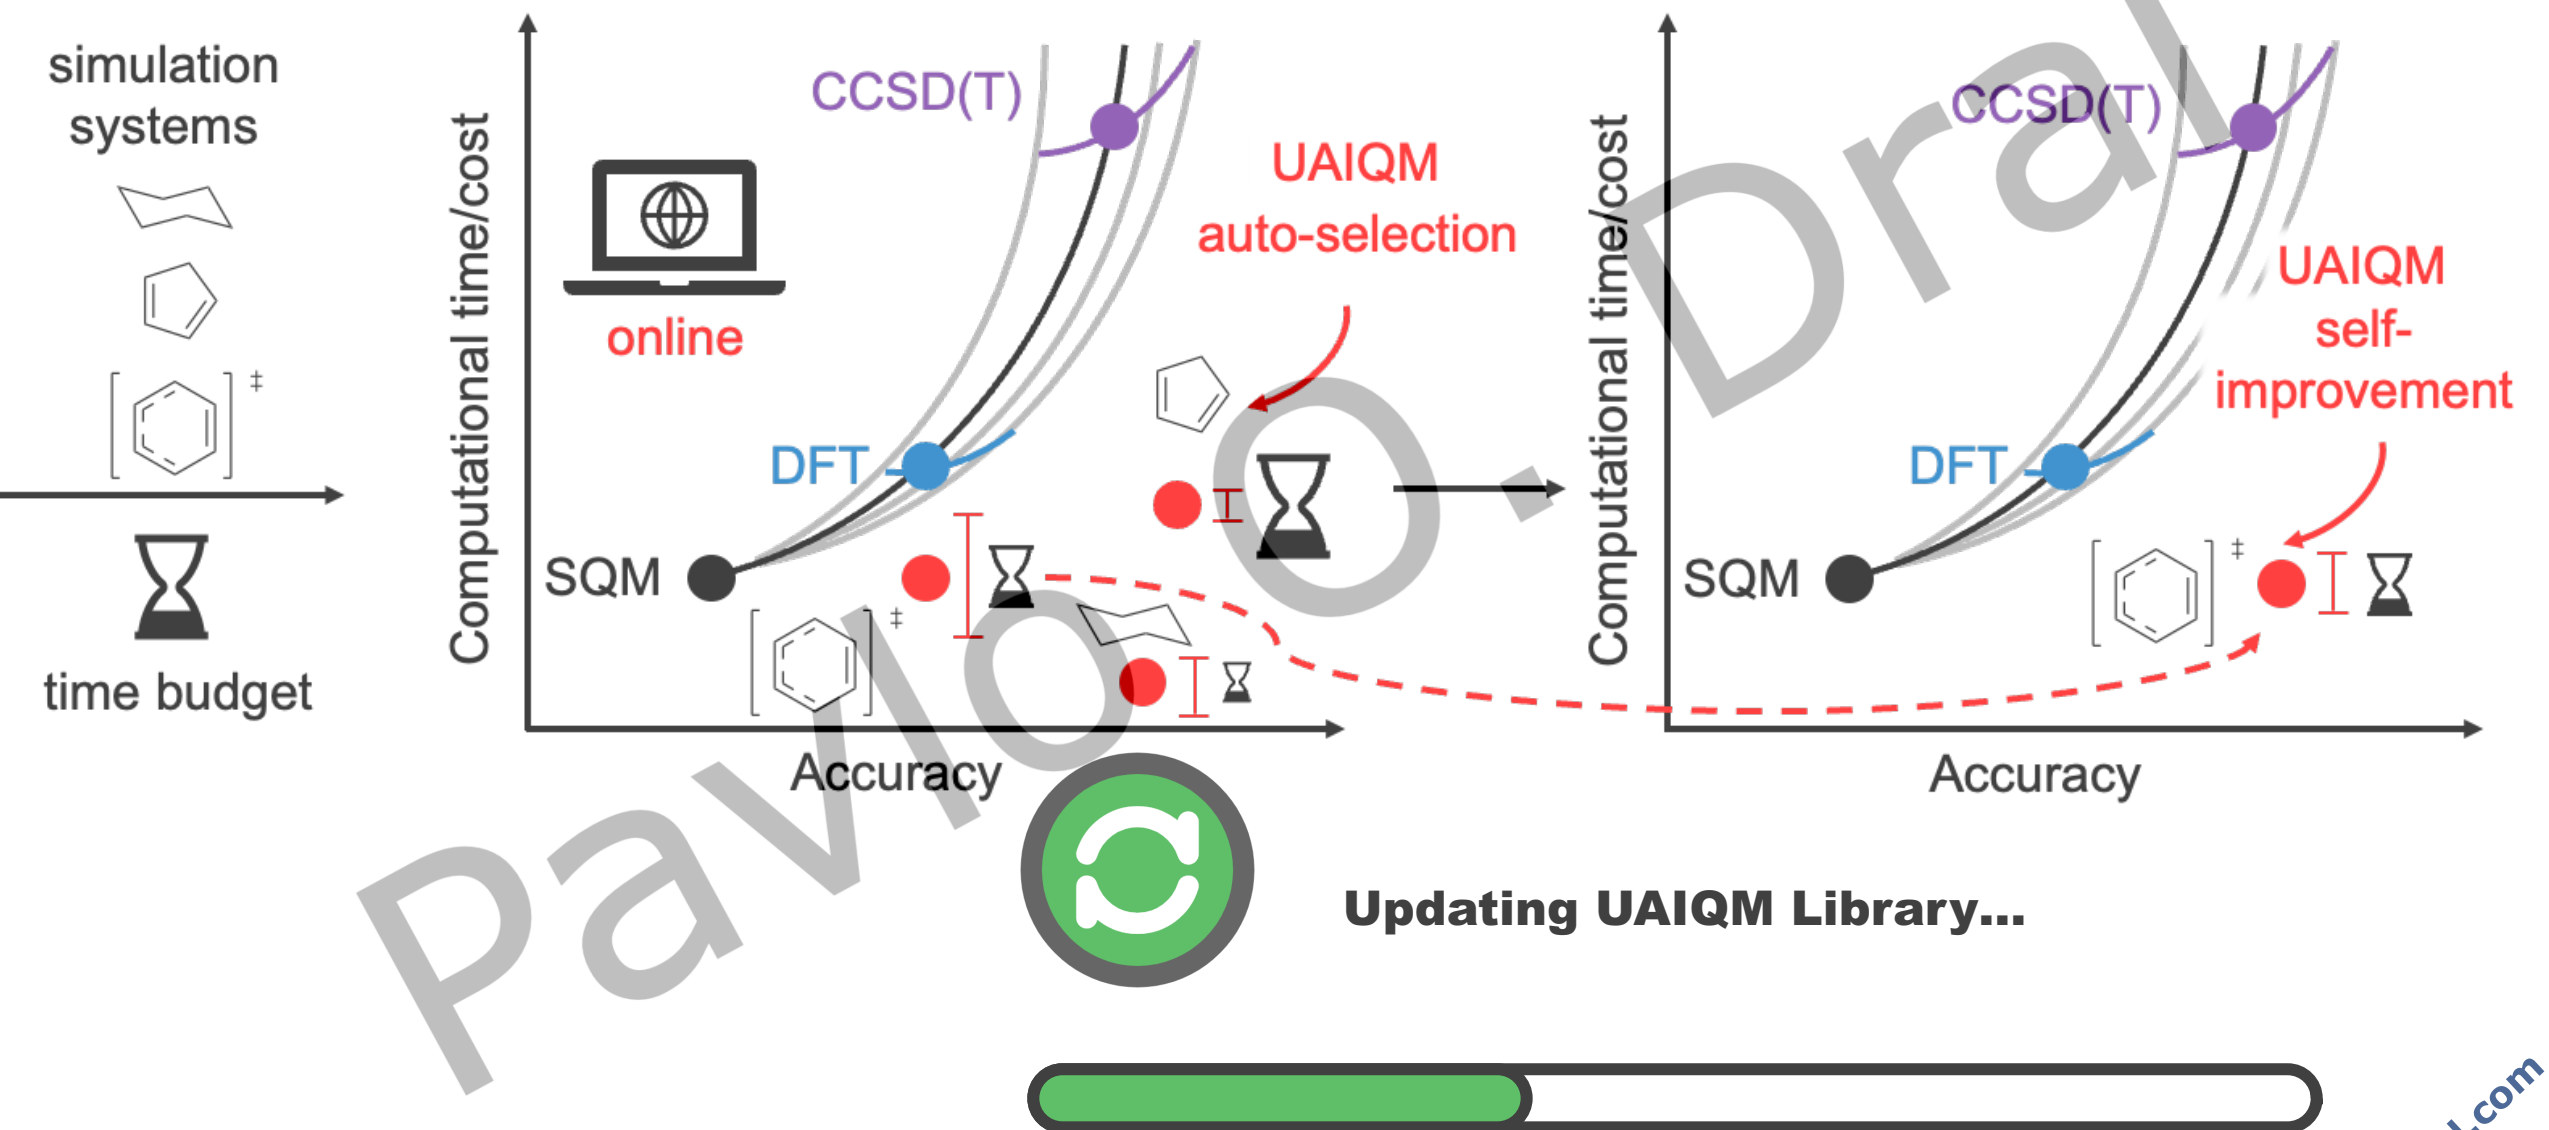 simulation
systems
‡
time budget
Computational time/cost
CCSD(T)
online
DFT
SQM
‡
UAIQM
auto-selection
Accuracy
Computational time/cost
CCSD(T)
UAIQM
self-
improvement
DFT
SQM
‡
Accuracy
Updating UAIQM Library...
Pavlo O. Dral
.com